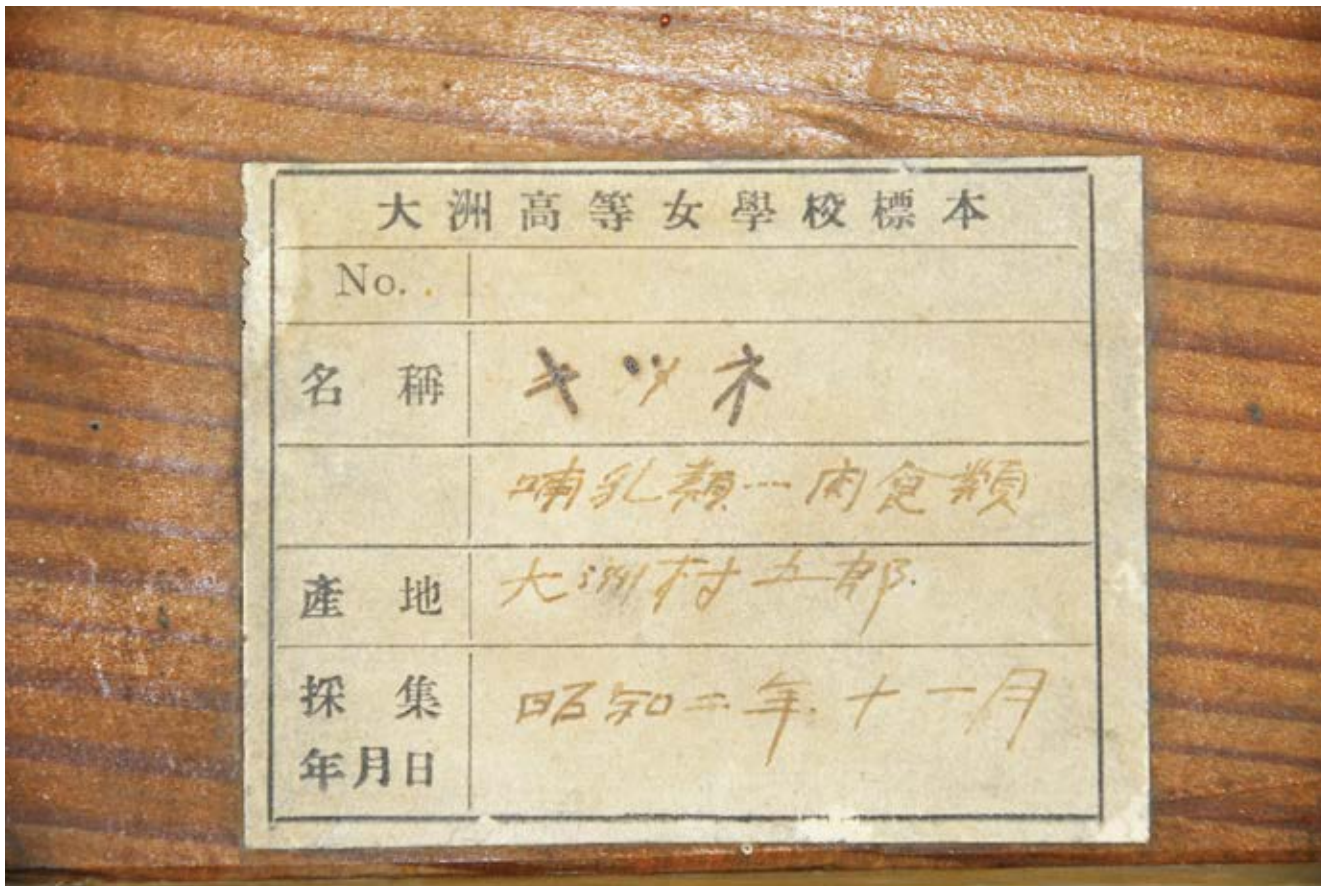 大洲高等女學校標本
No.
名稱 キツネ
哺乳類…肉食類
產地 大洲村五郎.
採集年月日 昭和二年.十一月